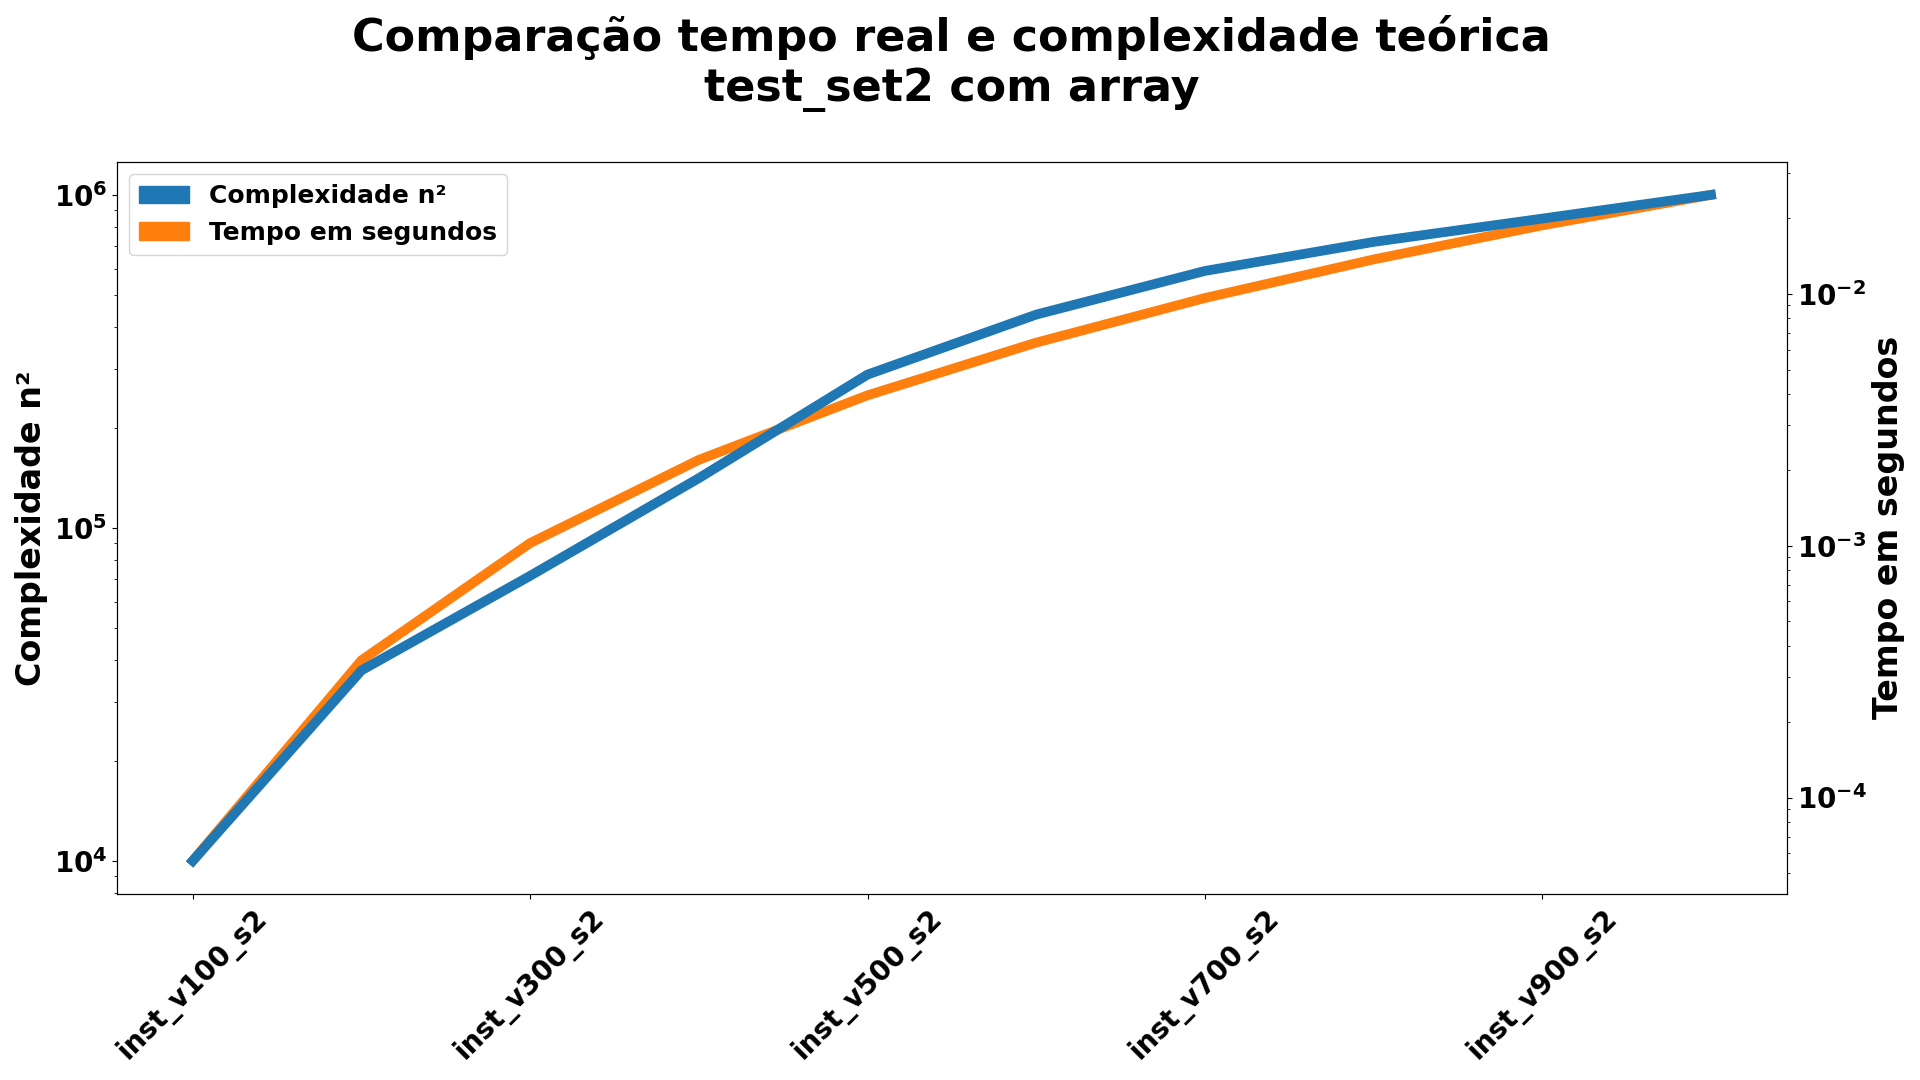 Comparação tempo real e complexidade teórica
test_set2 com array
Complexidade n²
Tempo em segundos
Complexidade n²
10⁶
10⁵
10⁴
10⁻²
10⁻³
10⁻⁴
Tempo em segundos
inst_v100_s2
inst_v300_s2
inst_v500_s2
inst_v700_s2
inst_v900_s2